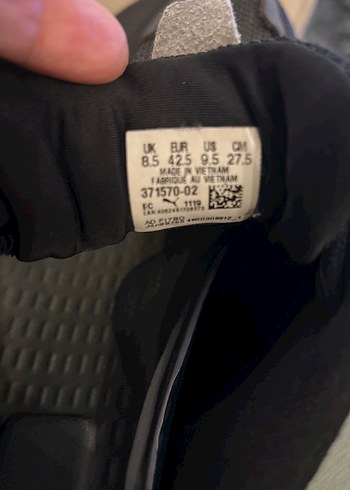 UK EUR US CM
8.5 42.5 9.5 27.5
MADE IN VIETNAM
FABRIQUE AU VIETNAM
371570-02
FC 1119